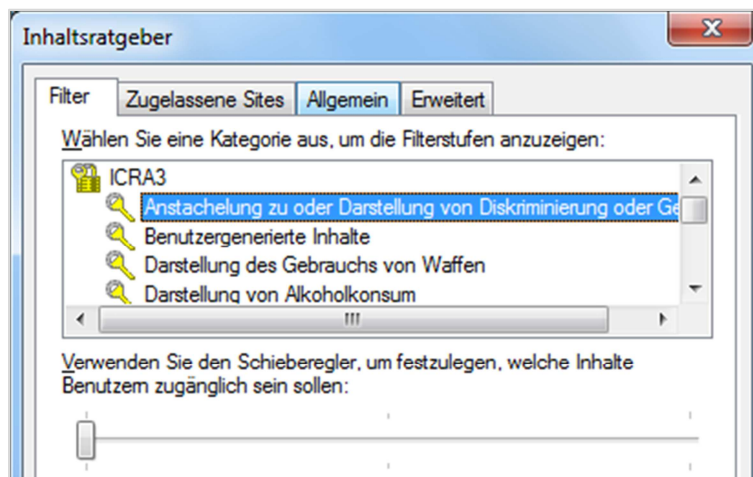 Inhaltsratgeber
Filter Zugelassene Sites Allgemein Erweitert
Wählen Sie eine Kategorie aus, um die Filterstufen anzuzeigen:
ICRA3
Anstachelung zu oder Darstellung von Diskriminierung oder Ge
Benutzergenerierte Inhalte
Darstellung des Gebrauchs von Waffen
Darstellung von Alkoholkonsum
Verwenden Sie den Schieberegler, um festzulegen, welche Inhalte
Benutzern zugänglich sein sollen: